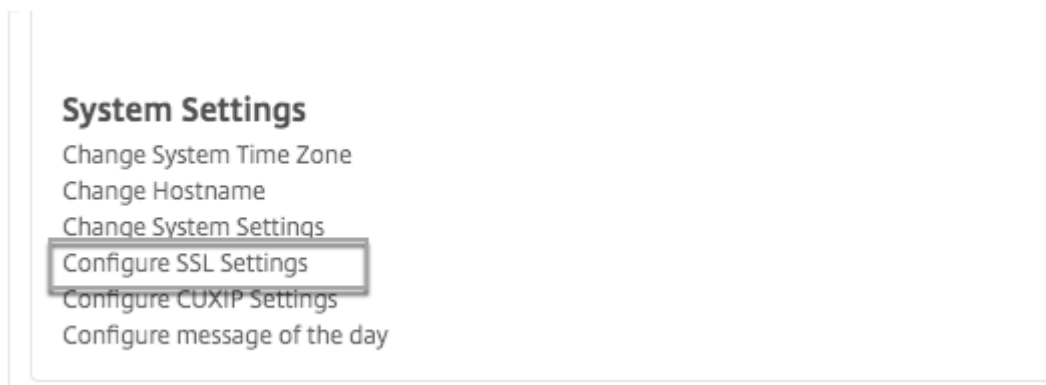 System Settings
Change System Time Zone
Change Hostname
Change System Settings
Configure SSL Settings
Configure CUXIP Settings
Configure message of the day